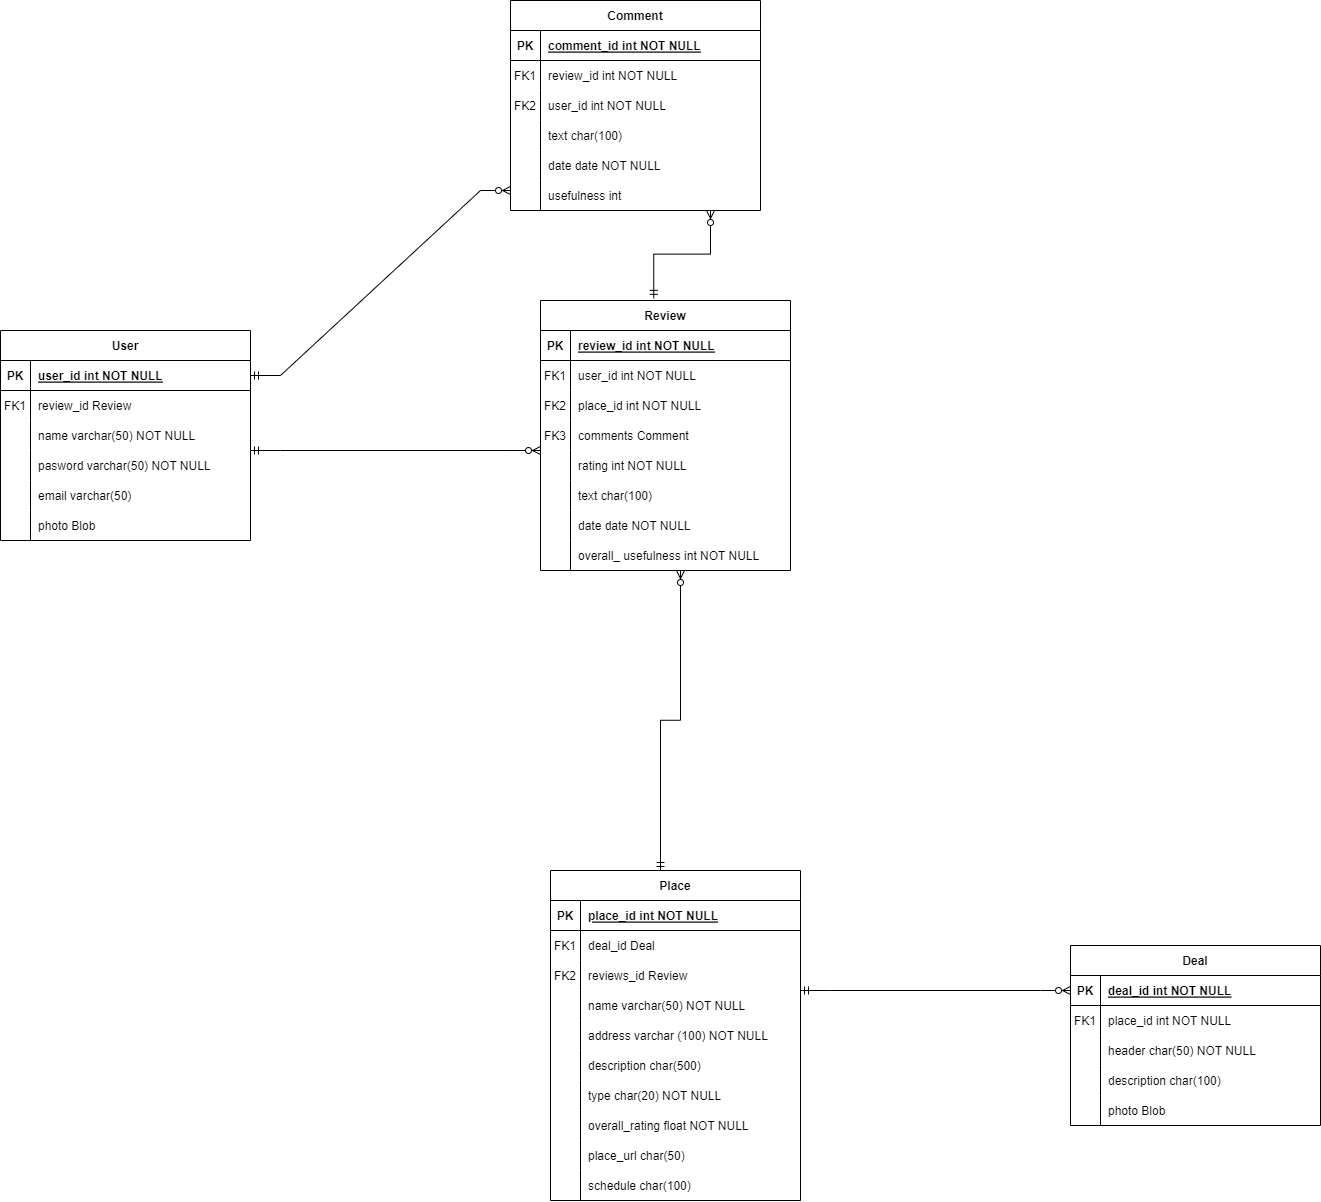 Comment
PK comment_id int NOT NULL
FK1 review_id int NOT NULL
FK2 user_id int NOT NULL
text char(100)
date date NOT NULL
usefulness int
Review
PK review_id int NOT NULL
FK1 user_id int NOT NULL
FK2 place_id int NOT NULL
FK3 comments Comment
rating int NOT NULL
text char(100)
date date NOT NULL
overall_ usefulness int NOT NULL
User
PK user_id int NOT NULL
FK1 review_id Review
name varchar(50) NOT NULL
pasword varchar(50) NOT NULL
email varchar(50)
photo Blob
Place
PK place_id int NOT NULL
FK1 deal_id Deal
FK2 reviews_id Review
name varchar(50) NOT NULL
address varchar (100) NOT NULL
description char(500)
type char(20) NOT NULL
overall_rating float NOT NULL
place_url char(50)
schedule char(100)
Deal
PK deal_id int NOT NULL
FK1 place_id int NOT NULL
header char(50) NOT NULL
description char(100)
photo Blob